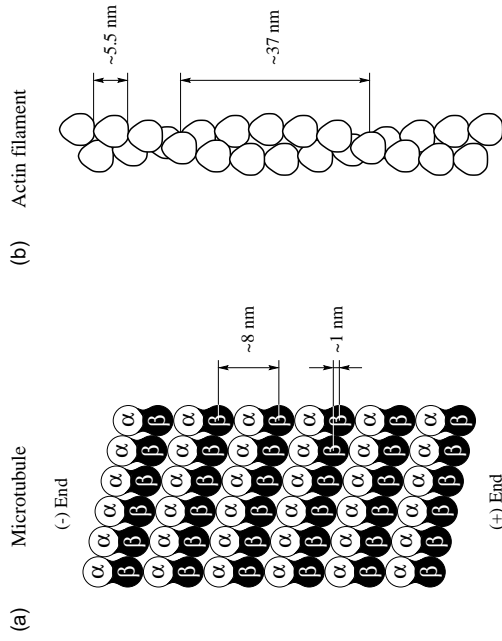 (a) Microtubule
(-) End
α α α α α α
β β β β β β
α α α α α α
β β β β β β
α α α α α α
β β β β β β
α α α α α α
β β β β β β
α α α α α α
β β β β β β
α α α α α α
β β β β β β
~8 nm
~1 nm
(+) End
(b) Actin filament
~5.5 nm
~37 nm